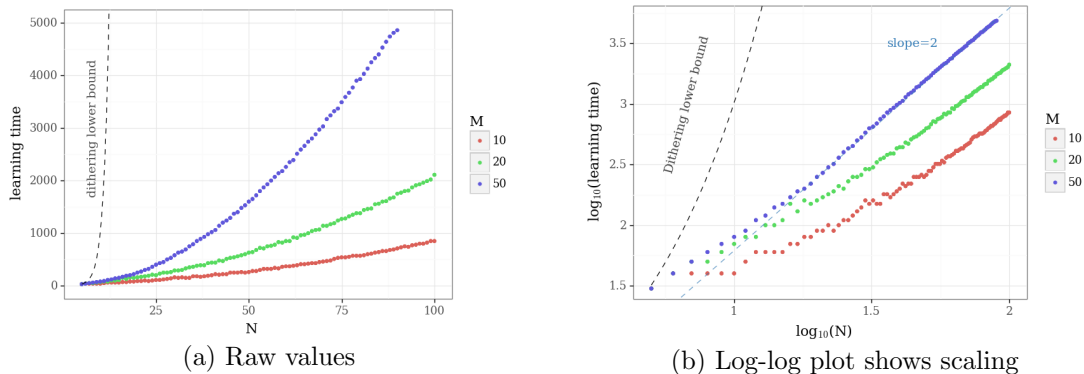 5000
4000
3000
2000
1000
0
learning time
dithering lower bound
25
50
75
100
N
M
10
20
50
(a) Raw values
3.5
3.0
2.5
2.0
1.5
log₁₀(learning time)
Dithering lower bound
slope=2
1
1.5
2
log₁₀(N)
M
10
20
50
(b) Log-log plot shows scaling